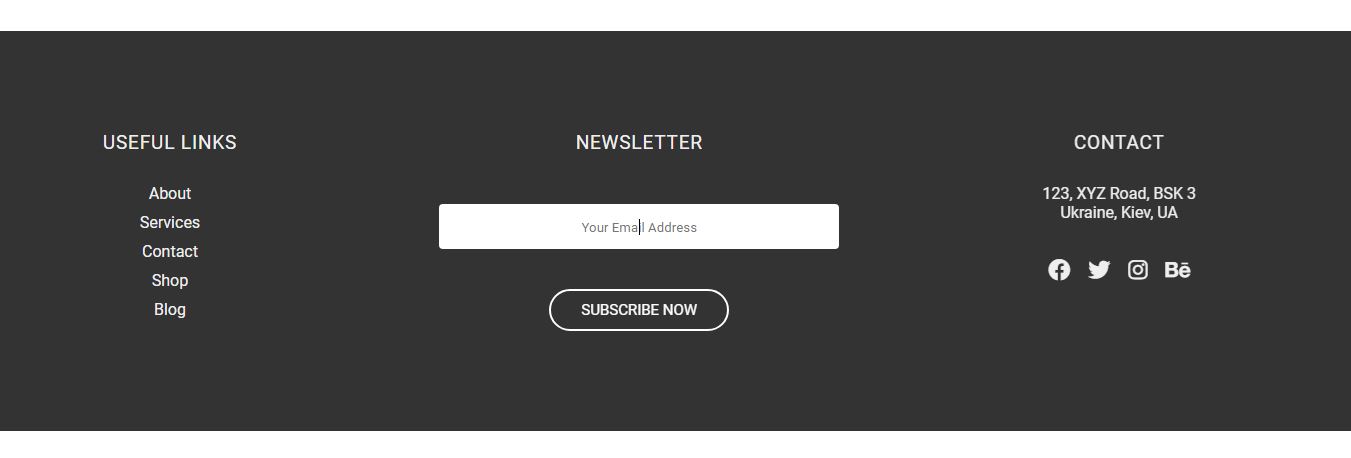 USEFUL LINKS
About
Services
Contact
Shop
Blog
NEWSLETTER
Your Email Address
SUBSCRIBE NOW
CONTACT
123, XYZ Road, BSK 3
Ukraine, Kiev, UA
Bē